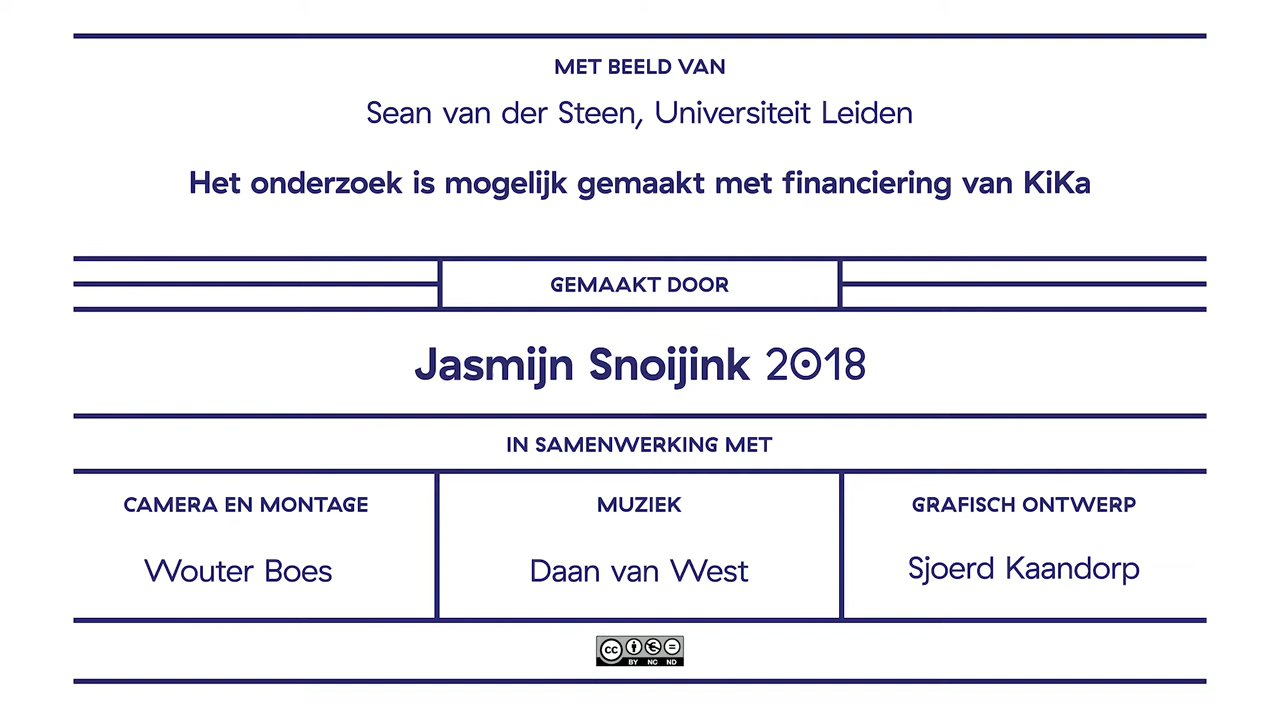 MET BEELD VAN
Sean van der Steen, Universiteit Leiden
Het onderzoek is mogelijk gemaakt met financiering van KiKa
GEMAAKT DOOR
Jasmijn Snoijink 2018
IN SAMENWERKING MET
CAMERA EN MONTAGE
Wouter Boes
MUZIEK
Daan van West
GRAFISCH ONTWERP
Sjoerd Kaandorp
cc BY NC ND